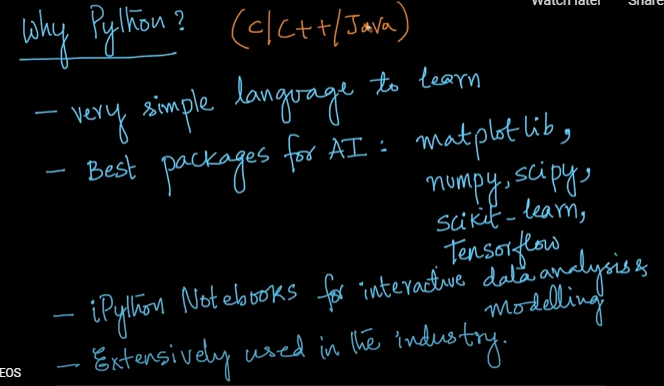 Watch later Share
Why Python? (C/C++/Java)
- very simple language to learn
- Best packages for AI: matplotlib,
numpy, scipy,
scikit-learn,
Tensorflow
- iPython Notebooks for interactive data analysis &
modelling
- Extensively used in the industry.
EOS